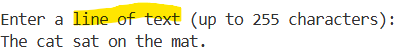 Enter a line of text (up to 255 characters):
The cat sat on the mat.